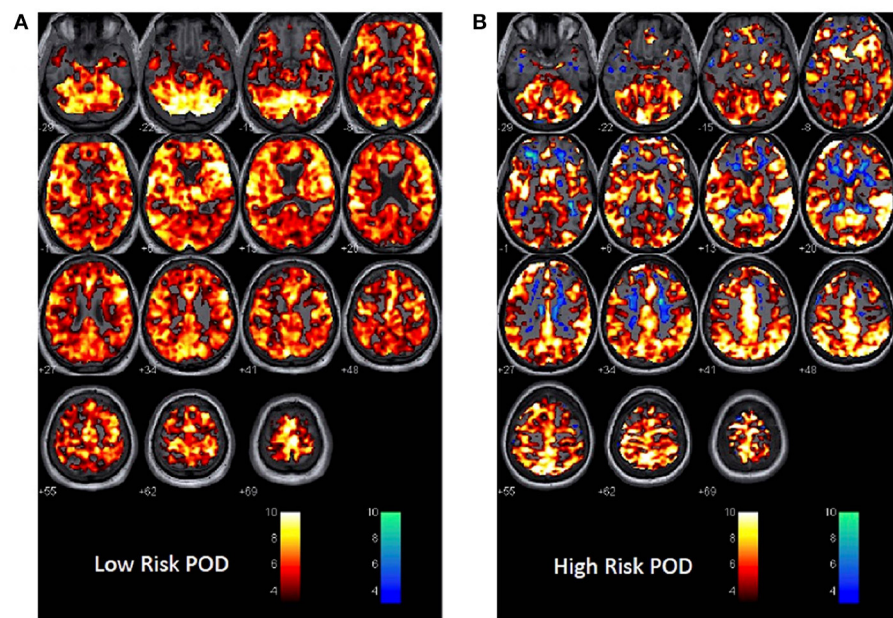 A
B
-29 -22 -15 -8
-29 -22 -15 -8
+6 +20
-1 +6 +13 +20
+27 +34 +41 +48
+27 +34 +41 +48
+55 +62 +69
+55 +62 +69
10 10
8 8
6 6
4 4
10 10
8 8
6 6
4 4
Low Risk POD
High Risk POD